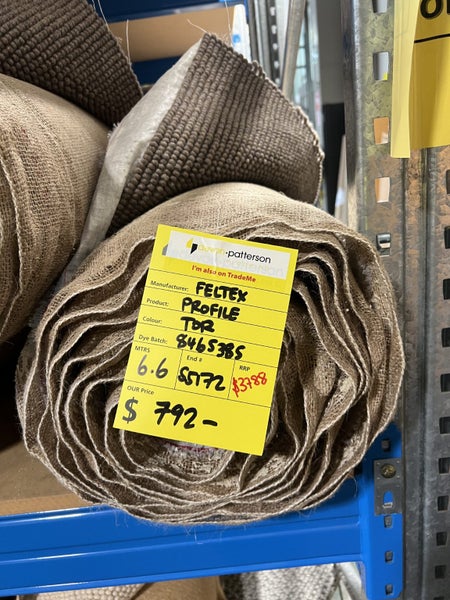 patterson
I'm also on TradeMe
Manufacturer: FELTEX
Product: PROFILE
Colour: TDR
Dye Batch: 8465385
MTRS End # RRP
6.6 55172 $3788
OUR Price
$ 792-